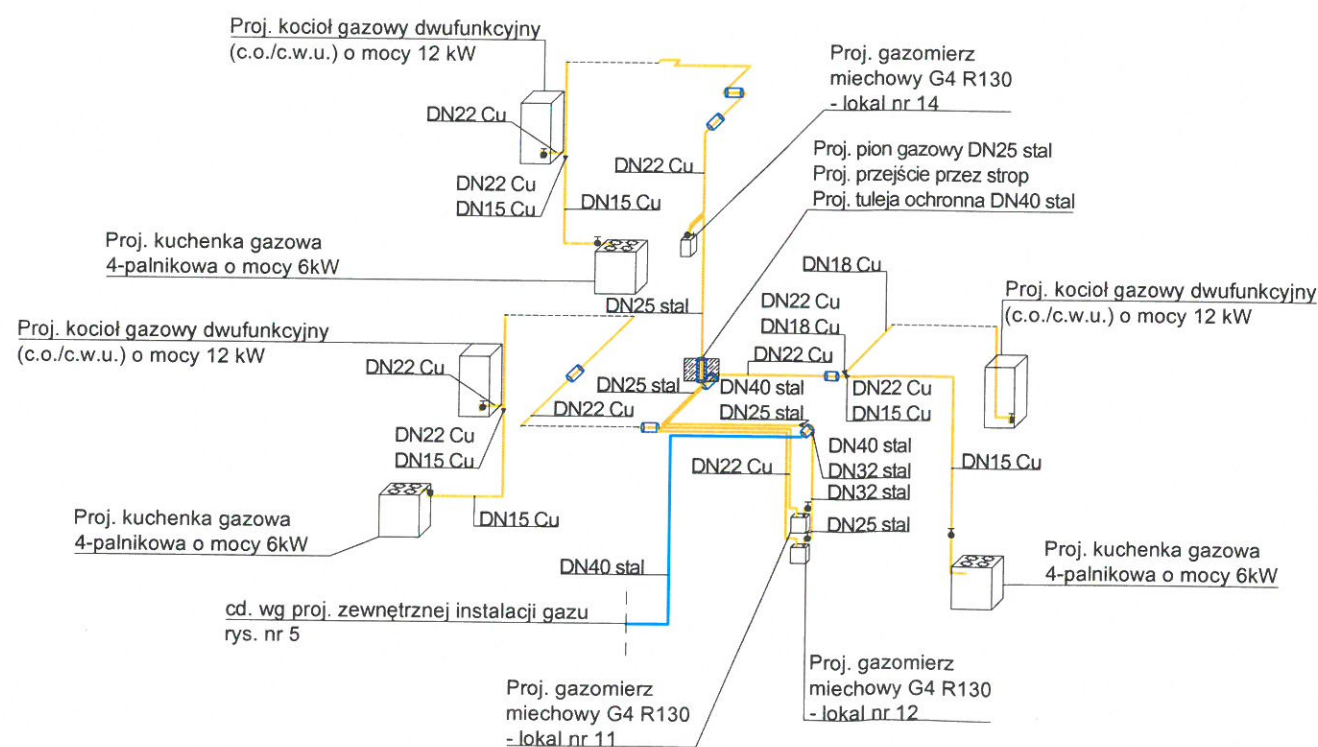 Proj. kocioł gazowy dwufunkcyjny
(c.o./c.w.u.) o mocy 12 kW
Proj. gazomierz
miechowy G4 R130
- lokal nr 14
DN22 Cu
Proj. pion gazowy DN25 stal
Proj. przejście przez strop
Proj. tuleja ochronna DN40 stal
DN22 Cu
DN22 Cu
DN15 Cu
DN15 Cu
Proj. kuchenka gazowa
4-palnikowa o mocy 6kW
DN18 Cu
DN25 stal
DN22 Cu
DN18 Cu
DN22 Cu
Proj. kocioł gazowy dwufunkcyjny
(c.o./c.w.u.) o mocy 12 kW
Proj. kocioł gazowy dwufunkcyjny
(c.o./c.w.u.) o mocy 12 kW
DN22 Cu
DN25 stal
DN40 stal
DN25 stal
DN22 Cu
DN15 Cu
DN22 Cu
DN22 Cu
DN15 Cu
DN40 stal
DN32 stal
DN22 Cu
DN32 stal
DN25 stal
DN15 Cu
DN15 Cu
Proj. kuchenka gazowa
4-palnikowa o mocy 6kW
Proj. kuchenka gazowa
4-palnikowa o mocy 6kW
DN40 stal
cd. wg proj. zewnętrznej instalacji gazu
rys. nr 5
Proj. gazomierz
miechowy G4 R130
- lokal nr 11
Proj. gazomierz
miechowy G4 R130
- lokal nr 12